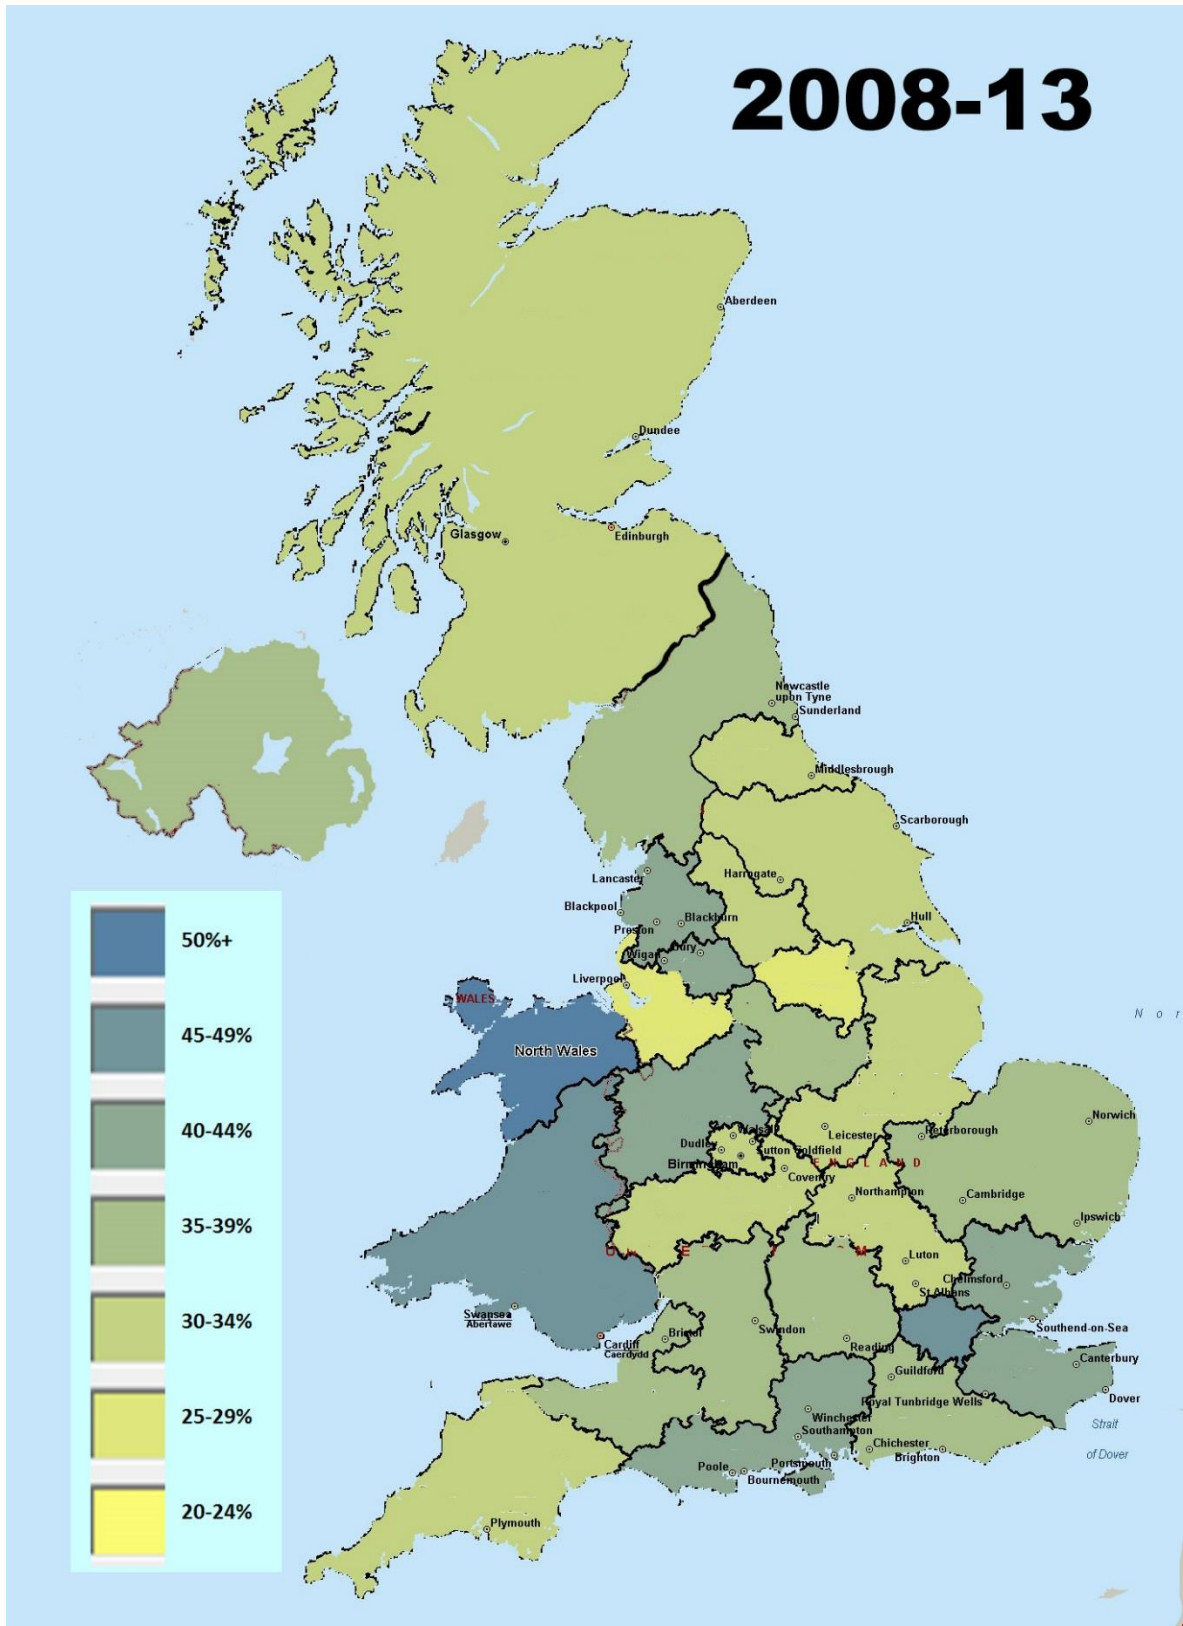 2008-13
Aberdeen
Dundee
Glasgow
Edinburgh
Newcastle
upon Tyne
Sunderland
Middlesbrough
Scarborough
Harrogate
Lancaster
Hull
Blackpool
Blackburn
Preston
Bury
Wigan
Liverpool
WALES
N o r
North Wales
Norwich
Leicester
Peterborough
Walsall
Dudley
Sutton Coldfield
Birmingham
E N G L A N D
Coventry
Northampton
Cambridge
Ipswich
Luton
Chelmsford
St Albans
Swansea
Abertawe
Swindon
Southend-on-Sea
Bristol
Cardiff
Caerdydd
Reading
Guildford
Canterbury
Royal Tunbridge Wells
Dover
Winchester
Southampton
Strait
of Dover
Chichester
Brighton
Portsmouth
Poole
Bournemouth
Plymouth
50%+
45-49%
40-44%
35-39%
30-34%
25-29%
20-24%